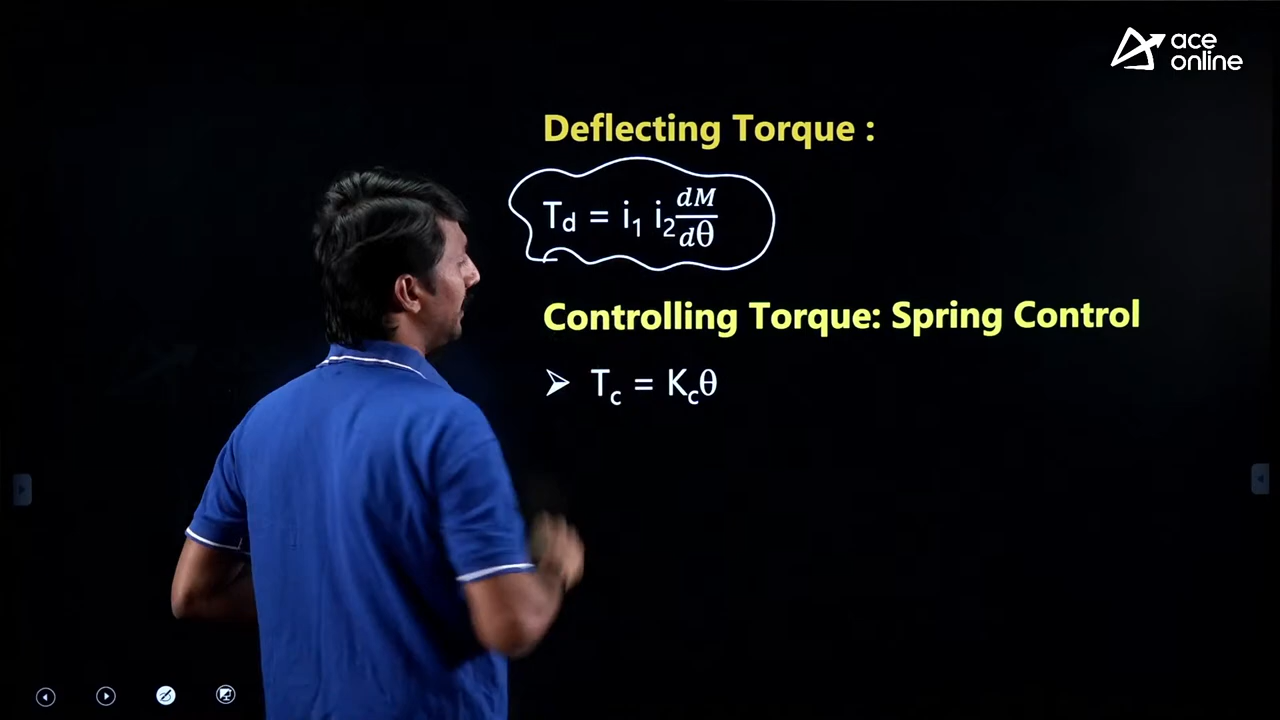 ace
online
Deflecting Torque :
T_d = i_1 i_2 dM/dθ
Controlling Torque: Spring Control
➢ T_c = K_cθ